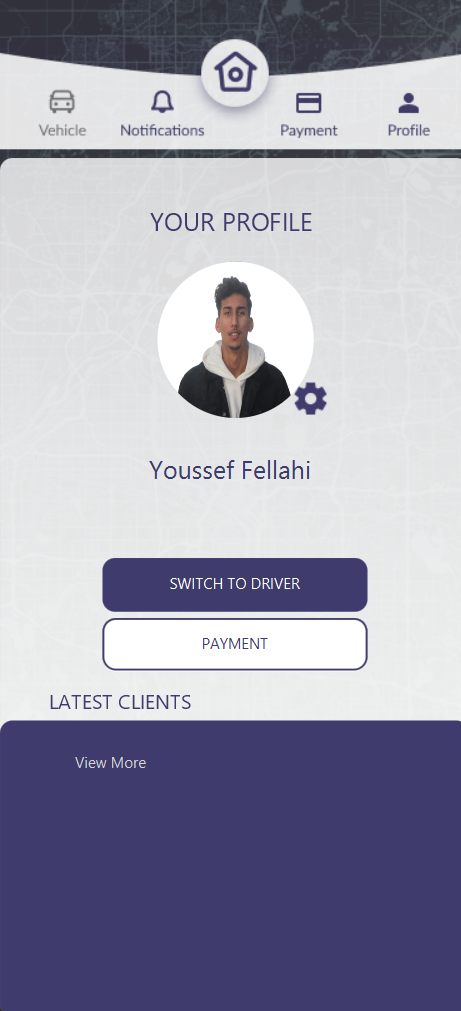 Vehicle
Notifications
Payment
Profile
YOUR PROFILE
Youssef Fellahi
SWITCH TO DRIVER
PAYMENT
LATEST CLIENTS
View More